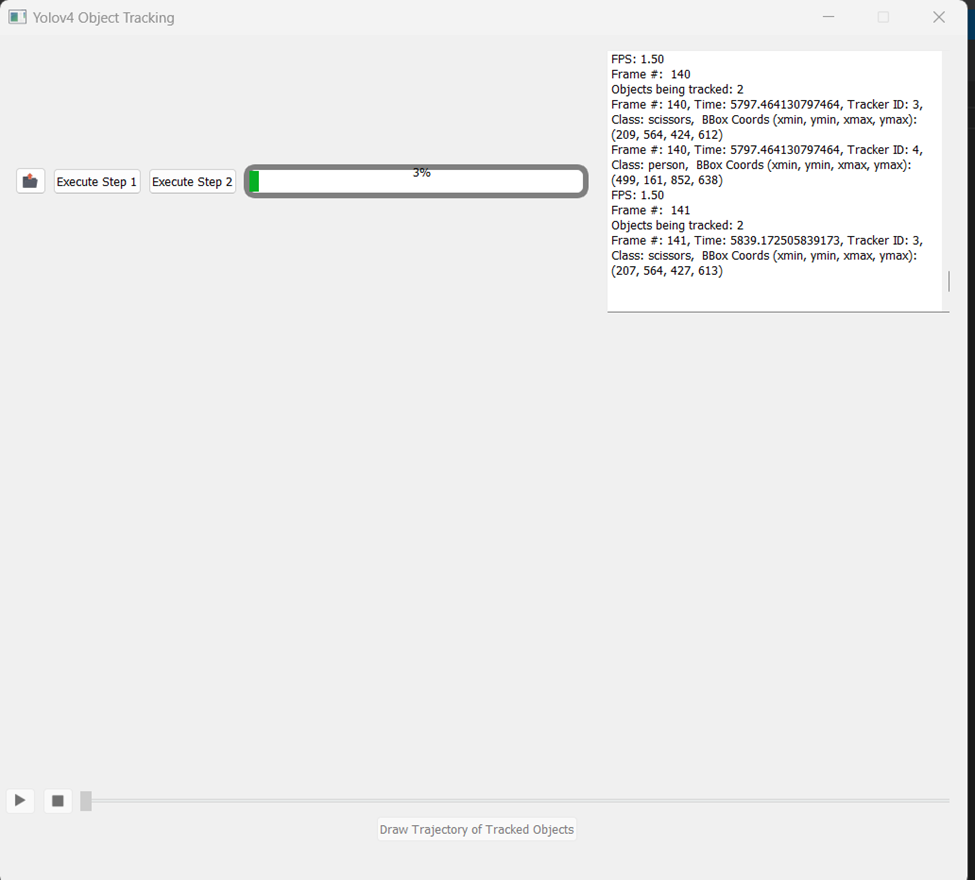 Yolov4 Object Tracking
FPS: 1.50
Frame #:  140
Objects being tracked: 2
Frame #: 140, Time: 5797.464130797464, Tracker ID: 3,
Class: scissors,  BBox Coords (xmin, ymin, xmax, ymax):
(209, 564, 424, 612)
Frame #: 140, Time: 5797.464130797464, Tracker ID: 4,
Class: person,  BBox Coords (xmin, ymin, xmax, ymax):
(499, 161, 852, 638)
FPS: 1.50
Frame #:  141
Objects being tracked: 2
Frame #: 141, Time: 5839.172505839173, Tracker ID: 3,
Class: scissors,  BBox Coords (xmin, ymin, xmax, ymax):
(207, 564, 427, 613)
Execute Step 1
Execute Step 2
3%
Draw Trajectory of Tracked Objects